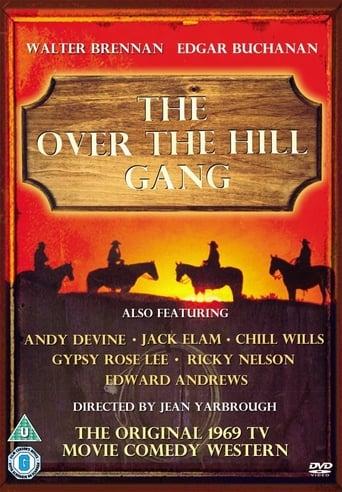 WALTER BRENNAN EDGAR BUCHANAN
THE
OVER THE HILL
GANG
ALSO FEATURING
ANDY DEVINE • JACK ELAM • CHILL WILLS
GYPSY ROSE LEE • RICKY NELSON
EDWARD ANDREWS
DIRECTED BY JEAN YARBROUGH
THE ORIGINAL 1969 TV
MOVIE COMEDY WESTERN
U
G
DVD
VIDEO